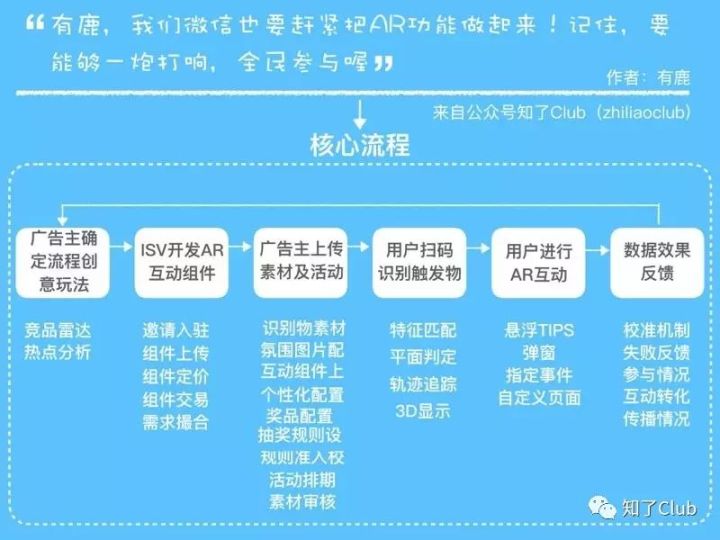 “有鹿，我们微信也要赶紧把AR功能做起来！记住，要
能够一炮打响，全民参与喔”
作者：有鹿
来自公众号知了Club（zhiliaoclub）
核心流程
广告主确
定流程创
意玩法
ISV开发AR
互动组件
广告主上传
素材及活动
用户扫码
识别触发物
用户进行
AR互动
数据效果
反馈
竞品雷达
热点分析
邀请入驻
组件上传
组件定价
组件交易
需求撮合
识别物素材
氛围图片配
互动组件上
个性化配置
奖品配置
抽奖规则设
规则准入校
活动排期
素材审核
特征匹配
平面判定
轨迹追踪
3D显示
悬浮TIPS
弹窗
指定事件
自定义页面
校准机制
失败反馈
参与情况
互动转化
传播情况
知了Club